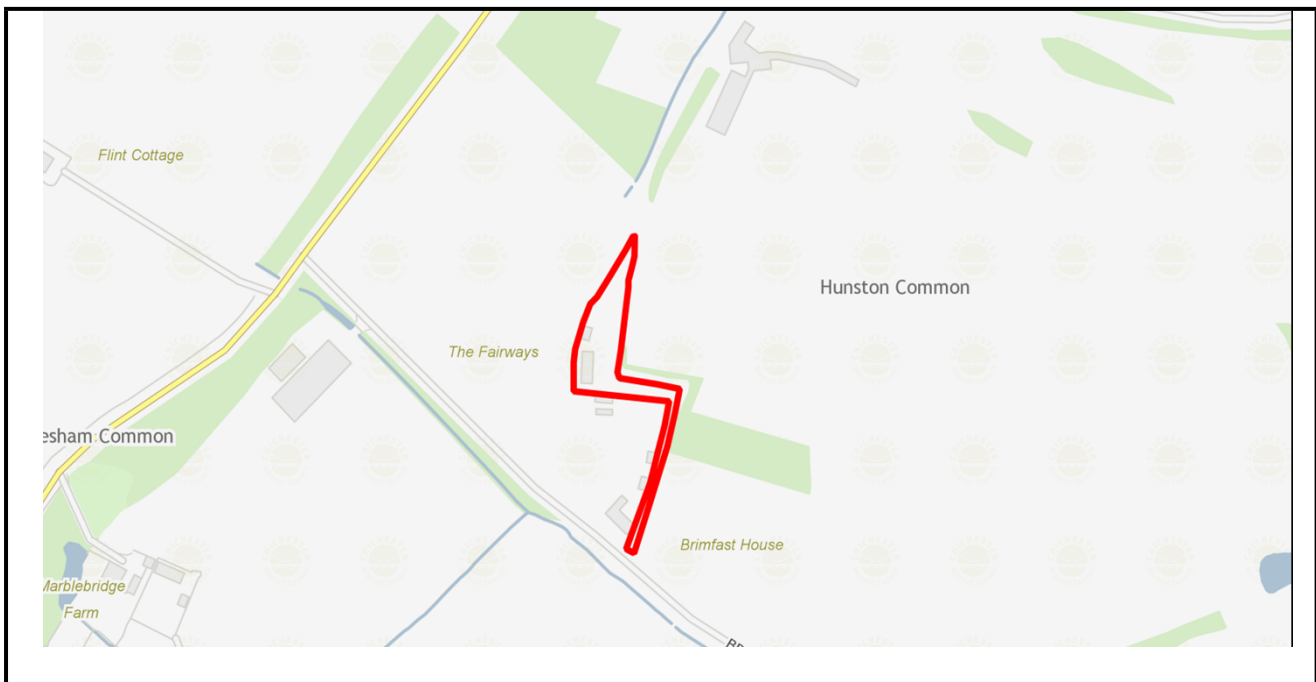 Flint Cottage
Hunston Common
The Fairways
esham Common
Brimfast House
Marblebridge
Farm